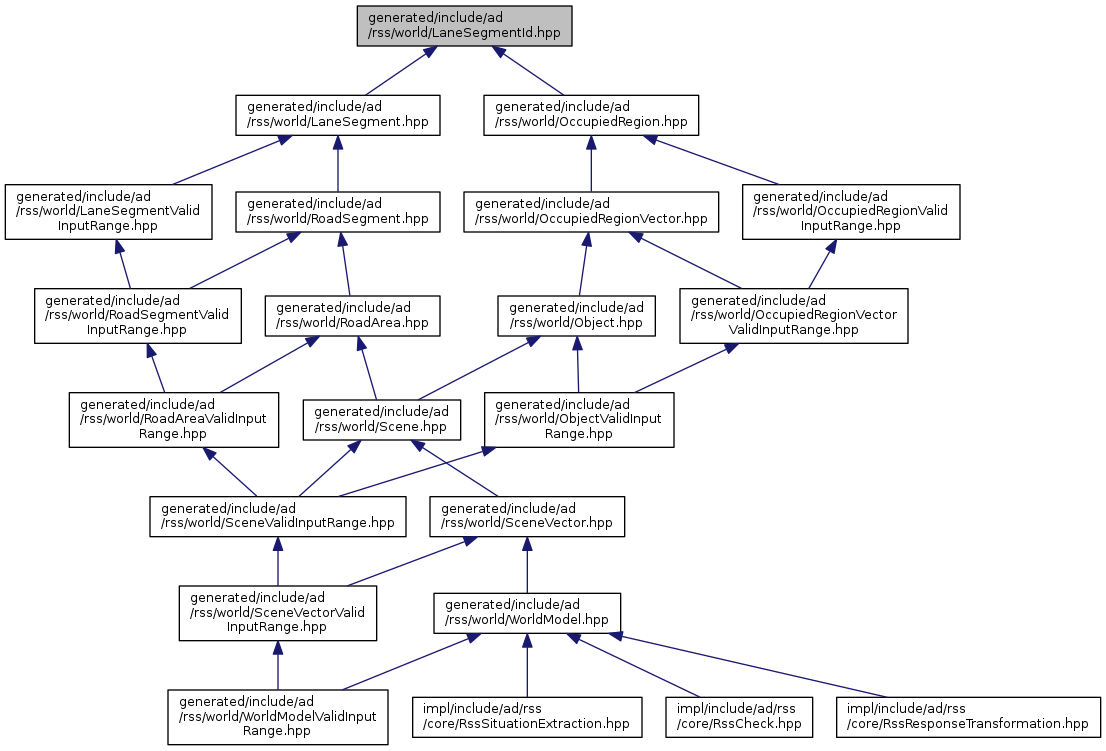 generated/include/ad
/rss/world/LaneSegmentId.hpp
generated/include/ad
/rss/world/LaneSegment.hpp
generated/include/ad
/rss/world/OccupiedRegion.hpp
generated/include/ad
/rss/world/LaneSegmentValid
InputRange.hpp
generated/include/ad
/rss/world/RoadSegment.hpp
generated/include/ad
/rss/world/OccupiedRegionVector.hpp
generated/include/ad
/rss/world/OccupiedRegionValid
InputRange.hpp
generated/include/ad
/rss/world/RoadSegmentValid
InputRange.hpp
generated/include/ad
/rss/world/RoadArea.hpp
generated/include/ad
/rss/world/Object.hpp
generated/include/ad
/rss/world/OccupiedRegionVector
ValidInputRange.hpp
generated/include/ad
/rss/world/RoadAreaValidInput
Range.hpp
generated/include/ad
/rss/world/Scene.hpp
generated/include/ad
/rss/world/ObjectValidInput
Range.hpp
generated/include/ad
/rss/world/SceneValidInputRange.hpp
generated/include/ad
/rss/world/SceneVector.hpp
generated/include/ad
/rss/world/SceneVectorValid
InputRange.hpp
generated/include/ad
/rss/world/WorldModel.hpp
generated/include/ad
/rss/world/WorldModelValidInput
Range.hpp
impl/include/ad/rss
/core/RssSituationExtraction.hpp
impl/include/ad/rss
/core/RssCheck.hpp
impl/include/ad/rss
/core/RssResponseTransformation.hpp